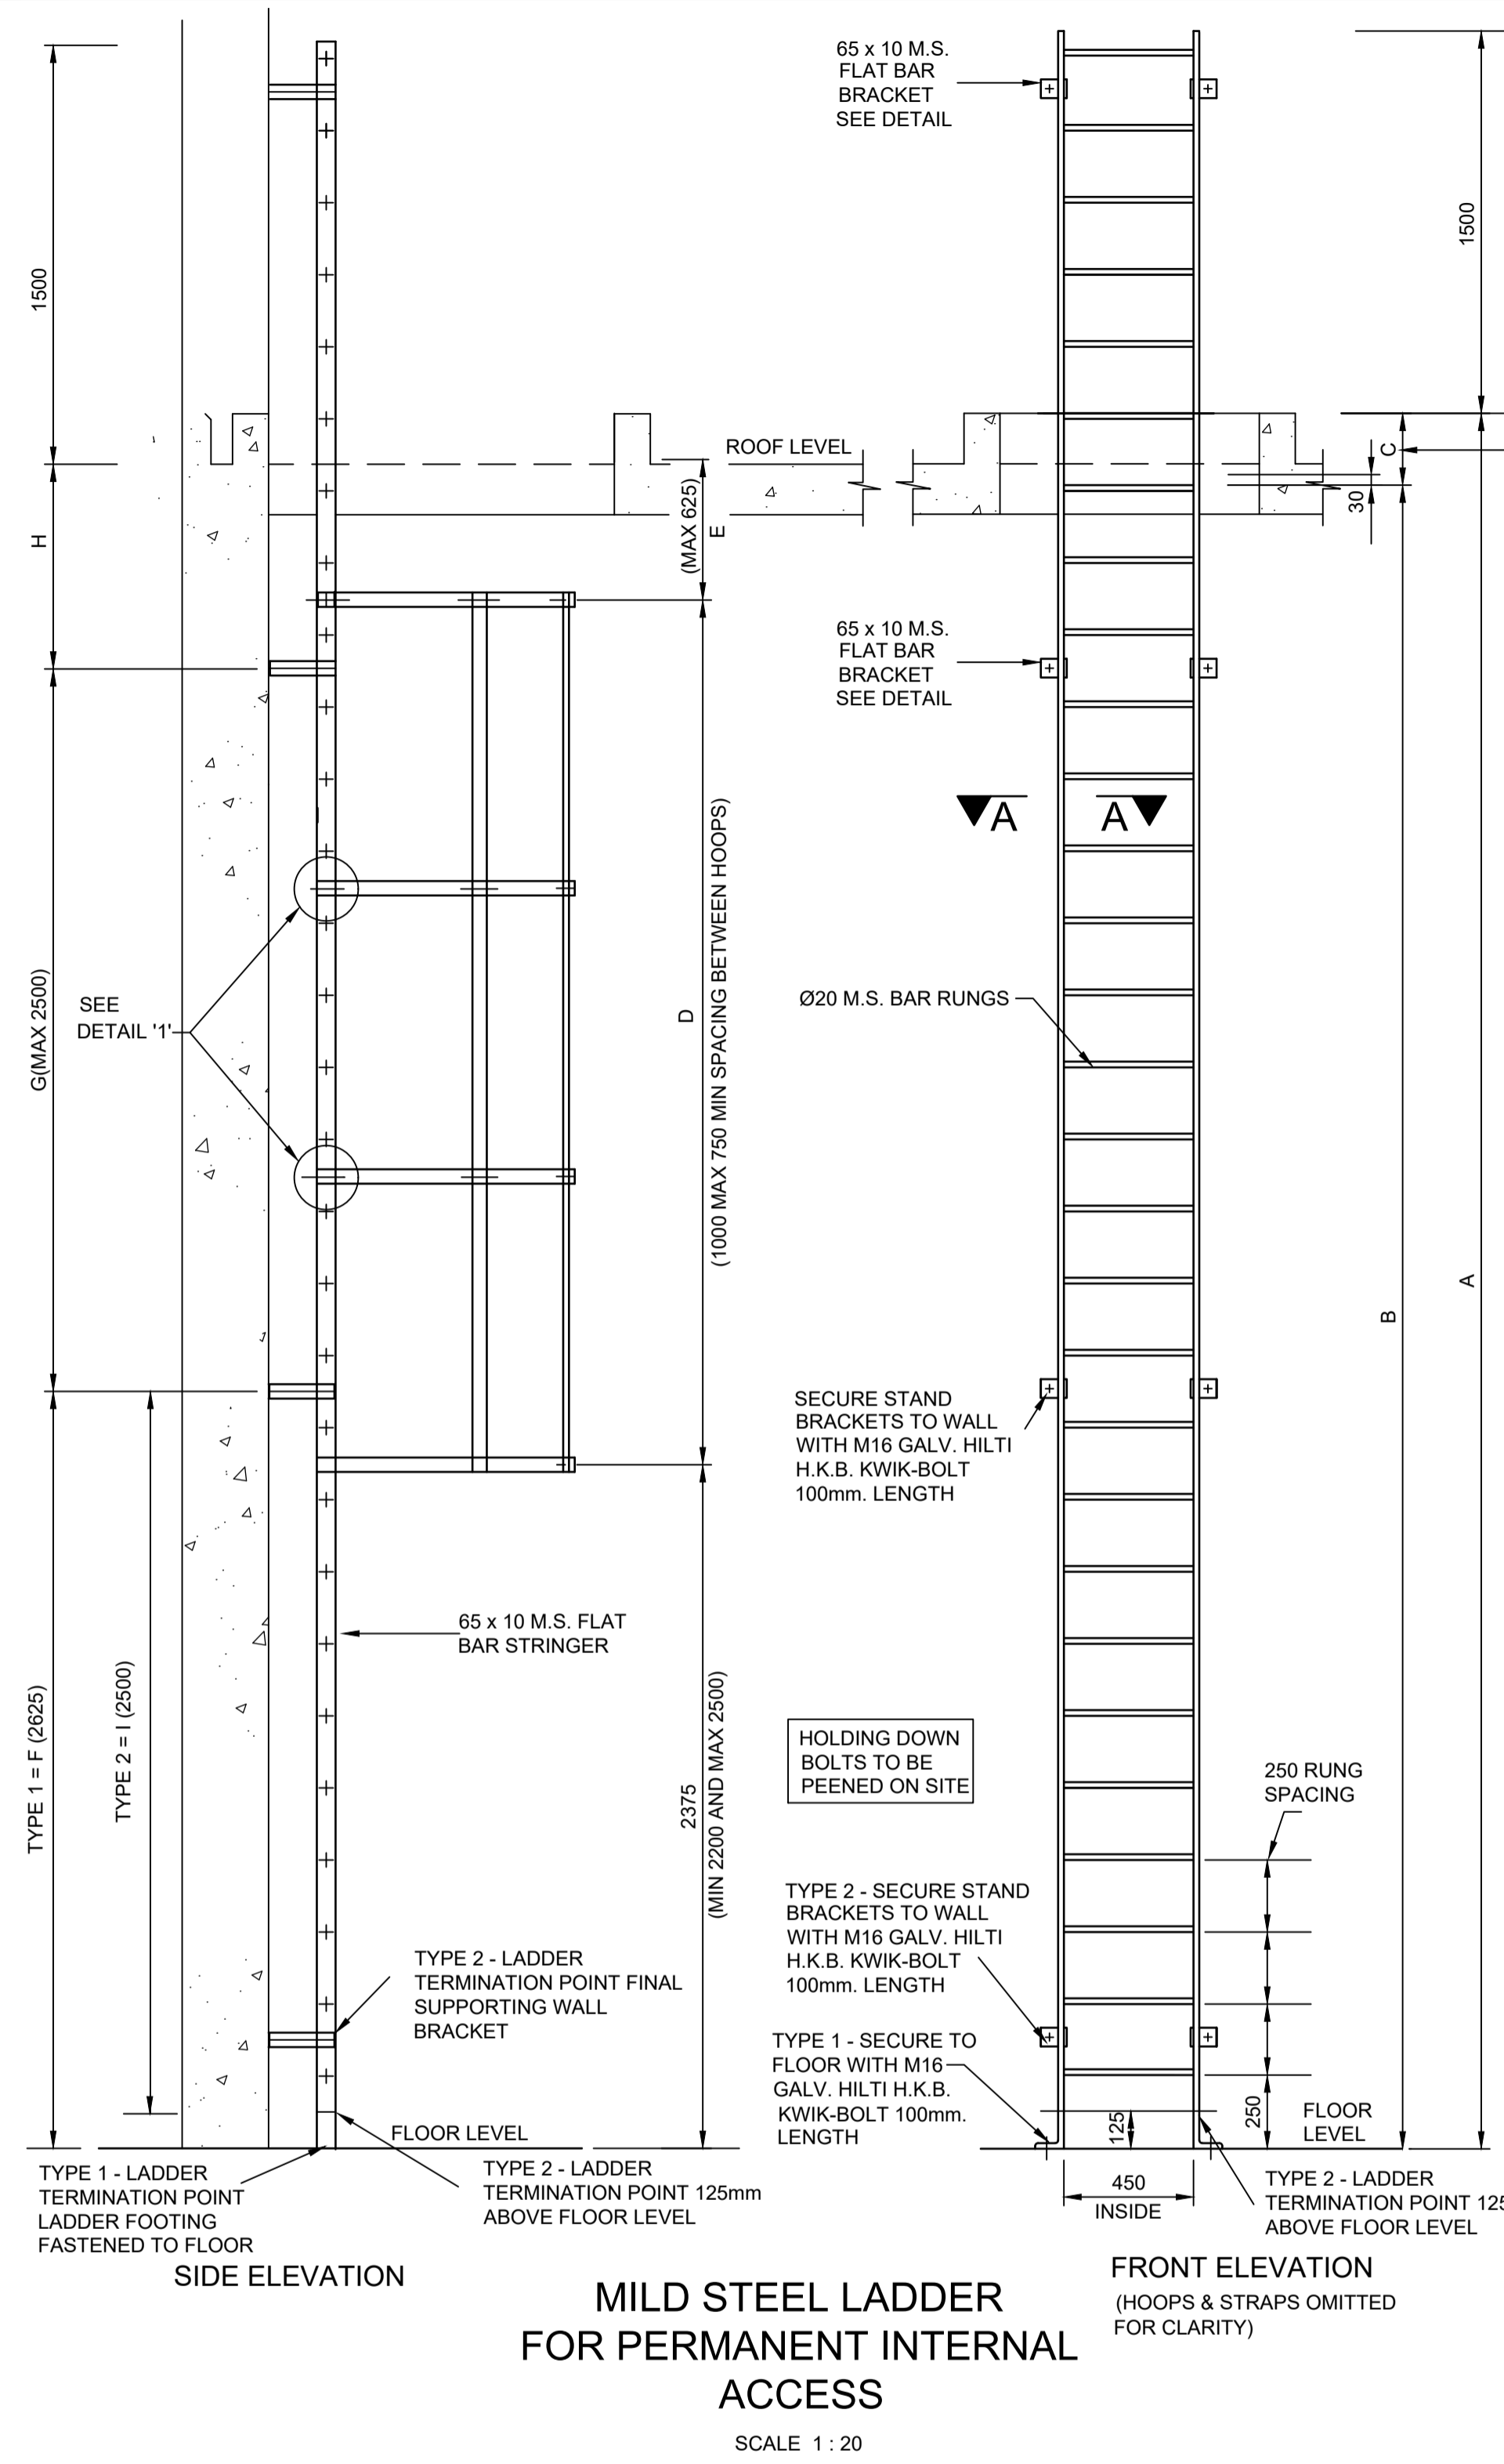 65 x 10 M.S.
FLAT BAR
BRACKET
SEE DETAIL
1500
1500
ROOF LEVEL
C
30
(MAX 625)
E
H
65 x 10 M.S.
FLAT BAR
BRACKET
SEE DETAIL
A
A
G(MAX 2500)
SEE
DETAIL '1'
D
(1000 MAX 750 MIN SPACING BETWEEN HOOPS)
Ø20 M.S. BAR RUNGS
A
B
SECURE STAND
BRACKETS TO WALL
WITH M16 GALV. HILTI
H.K.B. KWIK-BOLT
100mm. LENGTH
65 x 10 M.S. FLAT
BAR STRINGER
TYPE 1 = F (2625)
TYPE 2 = I (2500)
2375
(MIN 2200 AND MAX 2500)
HOLDING DOWN
BOLTS TO BE
PEENED ON SITE
250 RUNG
SPACING
TYPE 2 - SECURE STAND
BRACKETS TO WALL
WITH M16 GALV. HILTI
H.K.B. KWIK-BOLT
100mm. LENGTH
TYPE 2 - LADDER
TERMINATION POINT FINAL
SUPPORTING WALL
BRACKET
TYPE 1 - SECURE TO
FLOOR WITH M16
GALV. HILTI H.K.B.
KWIK-BOLT 100mm.
LENGTH
125
250
FLOOR
LEVEL
FLOOR LEVEL
TYPE 1 - LADDER
TERMINATION POINT
LADDER FOOTING
FASTENED TO FLOOR
TYPE 2 - LADDER
TERMINATION POINT 125mm
ABOVE FLOOR LEVEL
450
INSIDE
TYPE 2 - LADDER
TERMINATION POINT 125
ABOVE FLOOR LEVEL
SIDE ELEVATION
FRONT ELEVATION
(HOOPS & STRAPS OMITTED
FOR CLARITY)
MILD STEEL LADDER
FOR PERMANENT INTERNAL
ACCESS
SCALE 1 : 20